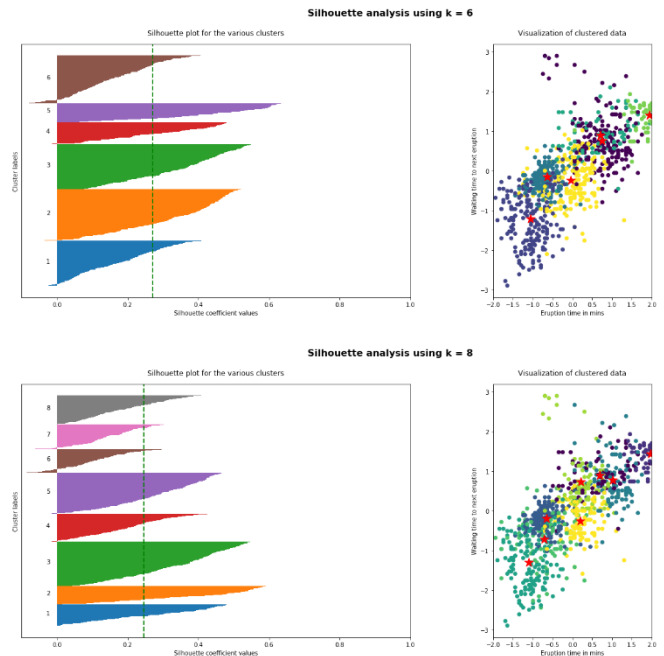 Silhouette analysis using k = 6
Silhouette plot for the various clusters
Cluster labels
6
5
4
3
2
1
0.0 0.2 0.4 0.6 0.8 1.0
Silhouette coefficient values
Visualization of clustered data
Waiting time to next eruption
3
2
1
0
−1
−2
−3
−2.0 −1.5 −1.0 −0.5 0.0 0.5 1.0 1.5 2.0
Eruption time in mins
Silhouette analysis using k = 8
Silhouette plot for the various clusters
Cluster labels
8
7
6
5
4
3
2
1
0.0 0.2 0.4 0.6 0.8 1.0
Silhouette coefficient values
Visualization of clustered data
Waiting time to next eruption
3
2
1
0
−1
−2
−3
−2.0 −1.5 −1.0 −0.5 0.0 0.5 1.0 1.5 2.0
Eruption time in mins